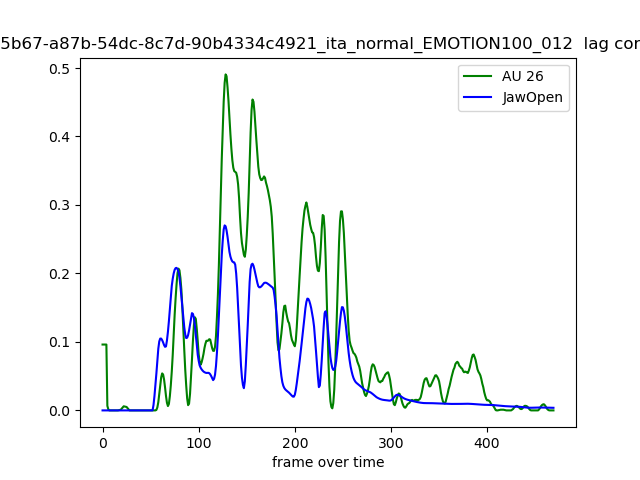 5b67-a87b-54dc-8c7d-90b4334c4921_ita_normal_EMOTION100_012 lag cor
AU 26
JawOpen
0.5
0.4
0.3
0.2
0.1
0.0
0 100 200 300 400
frame over time